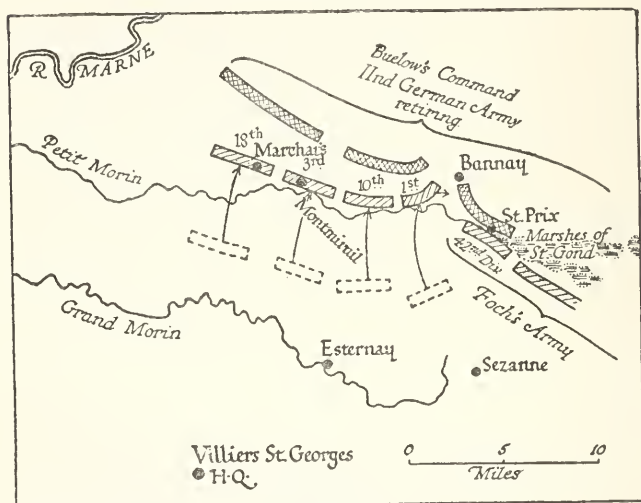 R. MARNE
Buelow's Command
IInd German Army
retiring
Petit Morin
18th
Marchais
3rd
10th
1st
Bannay
St. Prix
Marshes of
St. Gond
Montmirail
42nd Div.
Foch's Army
Grand Morin
Esternay
Sezanne
Villiers St. Georges
H.Q.
0 5 10
Miles